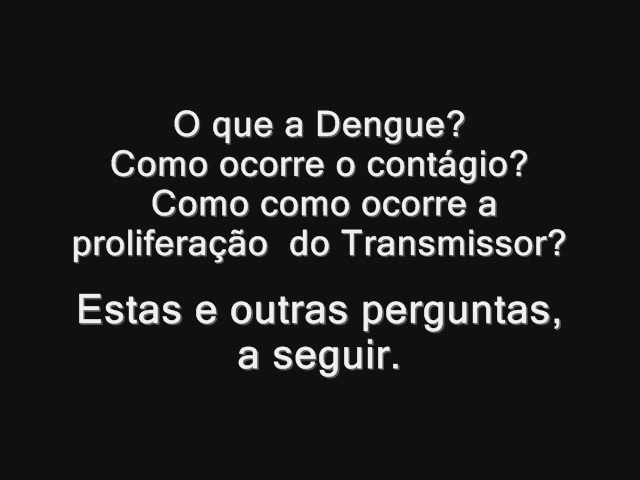 O que a Dengue?
Como ocorre o contágio?
Como como ocorre a
proliferação do Transmissor?
Estas e outras perguntas,
a seguir.